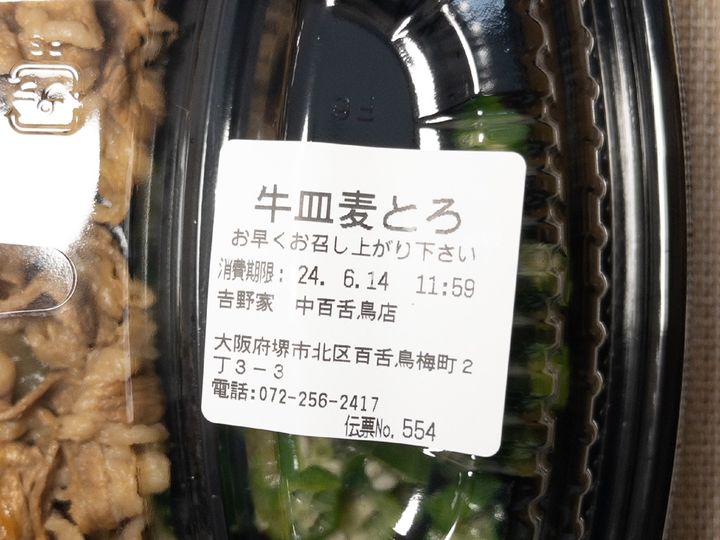 牛皿麦とろ
お早くお召し上がり下さい
消費期限: 24. 6.14 11:59
吉野家 中百舌鳥店
大阪府堺市北区百舌鳥梅町2
丁3-3
電話:072-256-2417
伝票No. 554